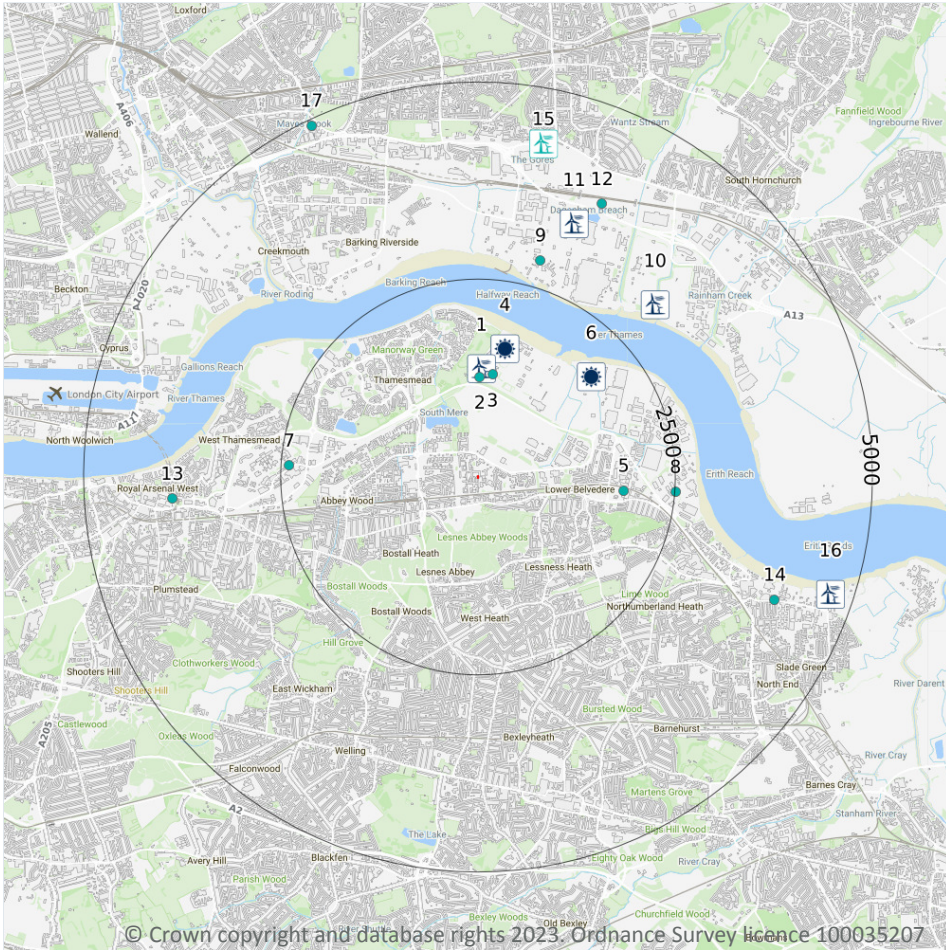 Loxford
17
Mayes Brook
A406
Wallend
15
The Gores
Wantz Stream
Fannfield Wood
Ingrebourne River
South Hornchurch
11 12
Dagenham Breach
9
10
Creekmouth
Barking Riverside
Beckton
A1020
River Roding
Barking Reach
Halfway Reach
Rainham Creek
4
A13
1
6
er Thames
Cyprus
Manorway Green
Gallions Reach
Thamesmead
London City Airport
River Thames
2 3
A117
South Mere
North Woolwich
West Thamesmead
7
2500
5000
13
5
8
Erith Reach
Royal Arsenal West
Abbey Wood
Lower Belvedere
Lesnes Abbey Woods
Bostall Heath
16
Lesnes Abbey
Lessness Heath
14
Plumstead
Bostall Woods
Lime Wood
Bostall Woods
Northumberland Heath
West Heath
Hill Grove
Clothworkers Wood
Shooters Hill
Slade Green
East Wickham
North End
River Darent
Shooters Hill
Bursted Wood
Castlewood
A205
Oxleas Wood
Barnehurst
Bexleyheath
Welling
River Cray
Falconwood
Barnes Cray
Martens Grove
A2
Stanham River
The Lake
Bigs Hill Wood
Avery Hill
Blackfen
Eighty Oak Wood
River Cray
Parish Wood
Churchfield Wood
Bexley Woods
Old Bexley
© Crown copyright and database rights 2023. Ordnance Survey licence 100035207